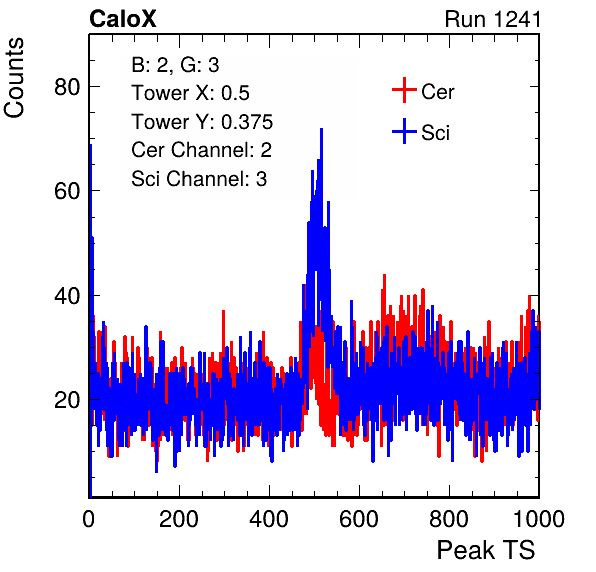 CaloX
Run 1241
Counts
B: 2, G: 3
Tower X: 0.5
Tower Y: 0.375
Cer Channel: 2
Sci Channel: 3
Cer
Sci
80
60
40
20
0 200 400 600 800 1000
Peak TS